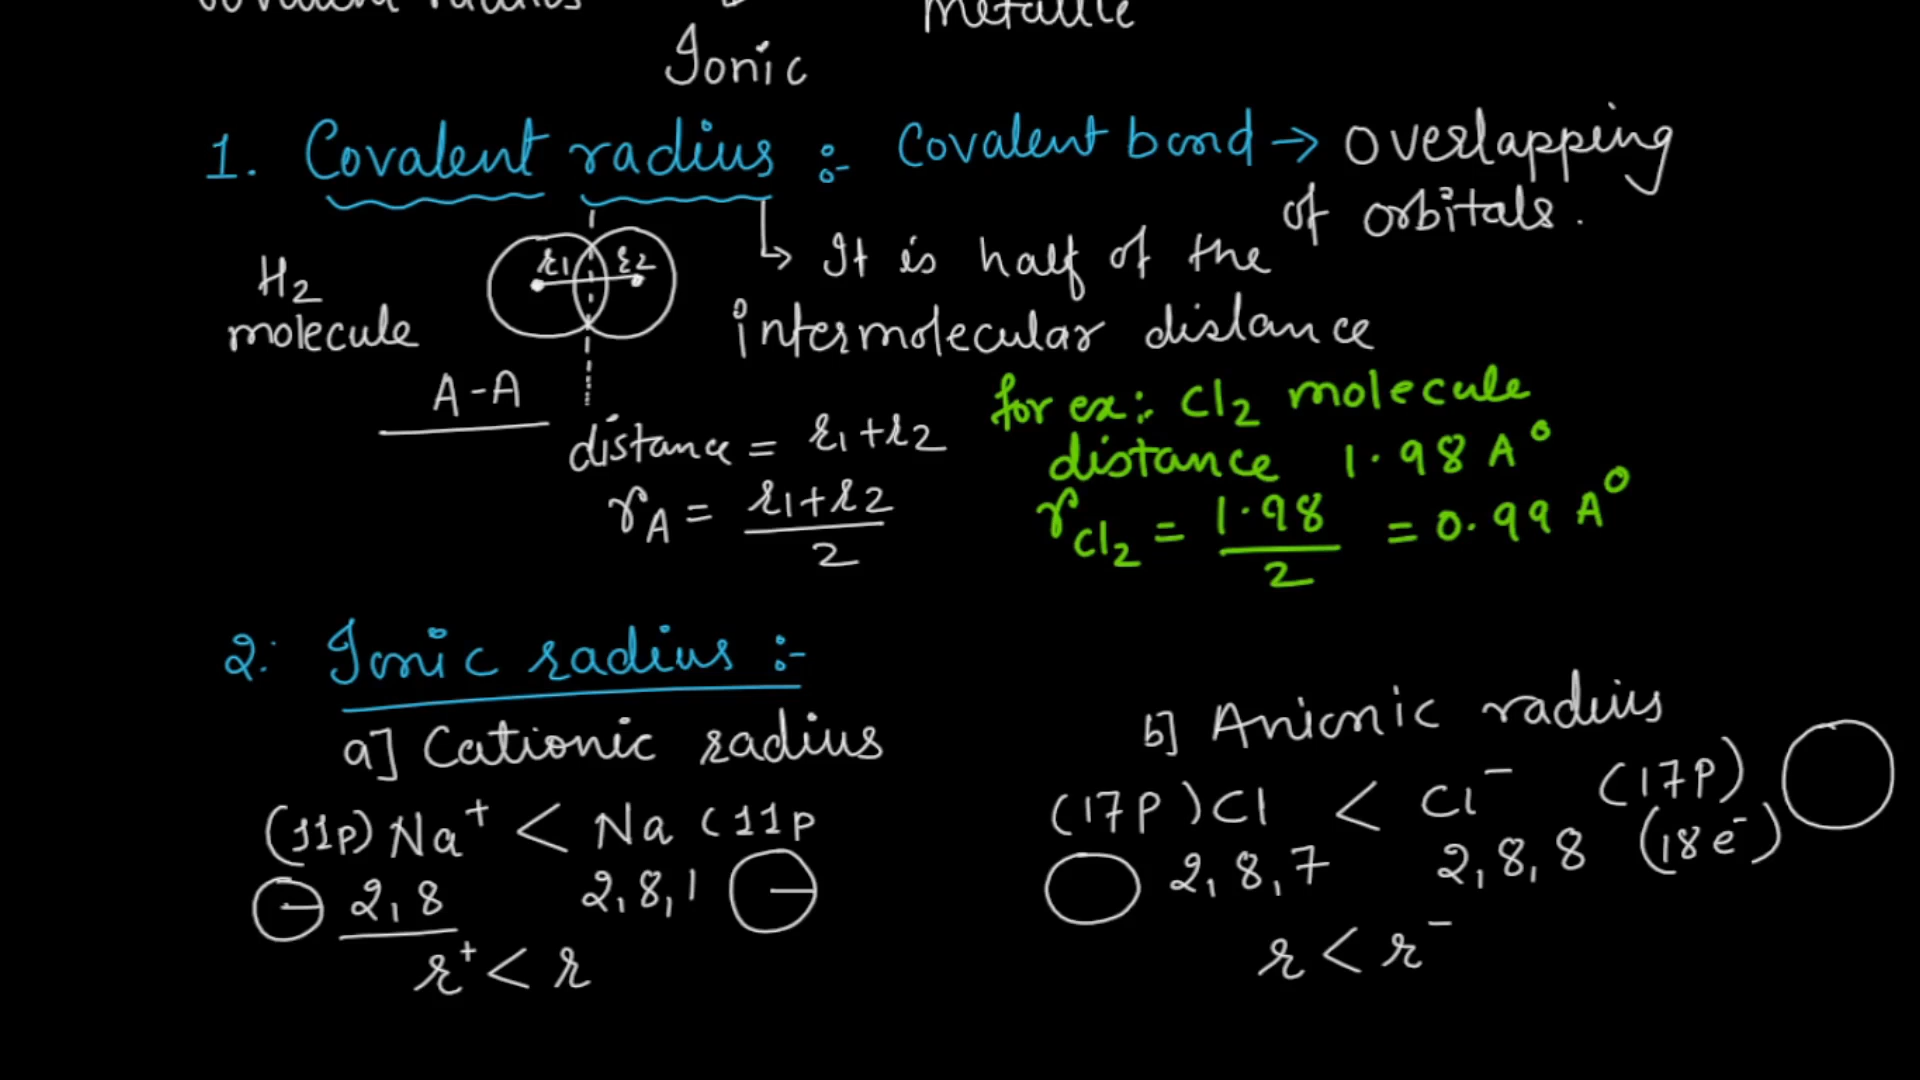 Covalent radius
Metallic
Ionic
1. Covalent radius :- Covalent bond → Overlapping
of orbitals.
H2
molecule
r1 r2
↳ It is half of the
intermolecular distance
A-A
distance = r1+r2
rA = r1+r2
2
for ex:. Cl2 molecule
distance 1.98 A°
rCl2 = 1.98 = 0.99 A°
2
2. Ionic radius :-
a] Cationic radius
(11p) Na+ < Na (11p
2,8 2,8,1
r+ < r
b] Anionic radius
(17p) Cl < Cl- (17p)
2,8,7 2,8,8 (18e-)
r < r-